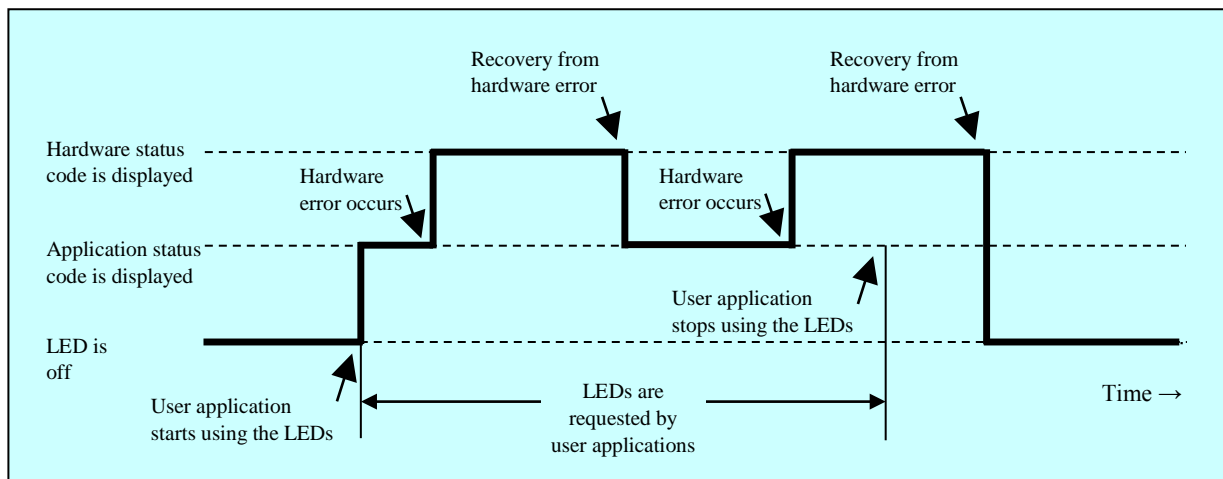 Recovery from
hardware error
Recovery from
hardware error
Hardware status
code is displayed
Hardware
error occurs
Hardware
error occurs
Application status
code is displayed
User application
stops using the LEDs
LED is
off
User application
starts using the LEDs
LEDs are
requested by
user applications
Time →